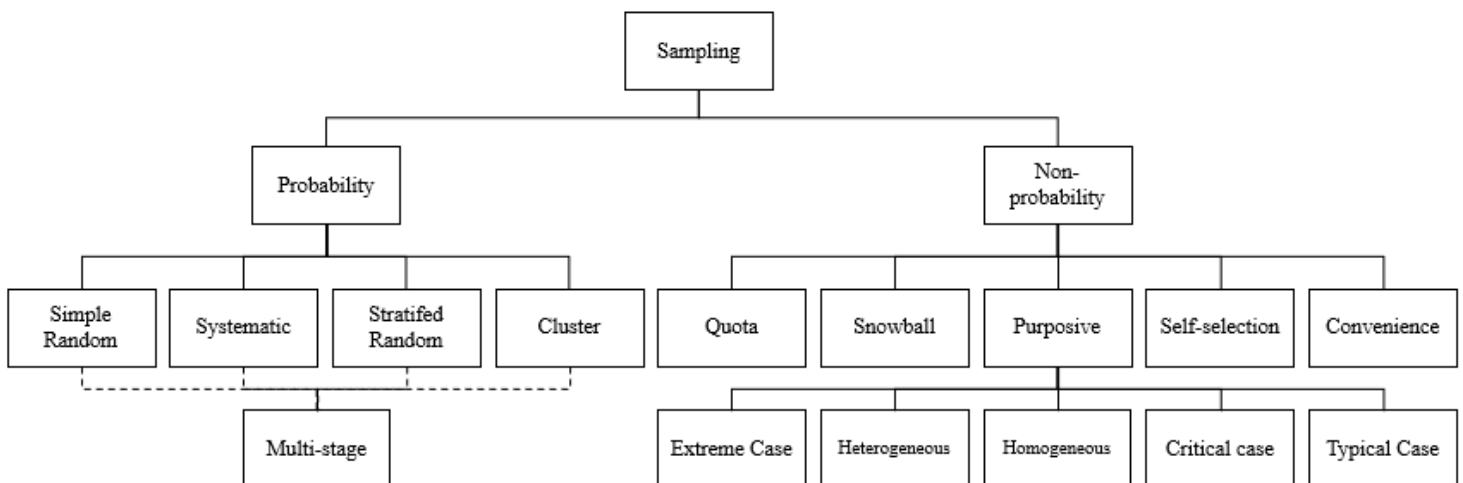 Sampling
Probability
Non-
probability
Simple
Random
Systematic
Stratifed
Random
Cluster
Quota
Snowball
Purposive
Self-selection
Convenience
Multi-stage
Extreme Case
Heterogeneous
Homogeneous
Critical case
Typical Case